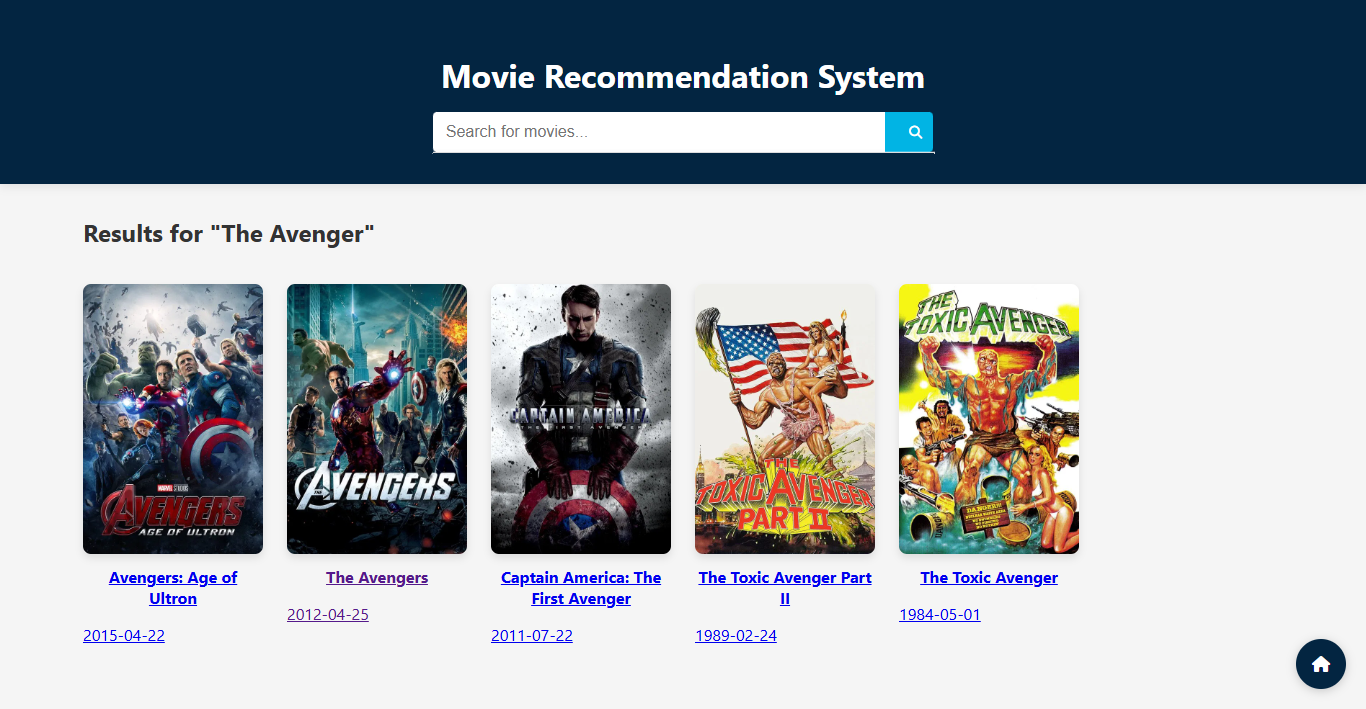 Movie Recommendation System
Search for movies...
Results for "The Avenger"
MARVEL STUDIOS
AVENGERS
AGE OF ULTRON
THE AVENGERS
CAPTAIN AMERICA
THE FIRST AVENGER
THE
TOXIC AVENGER
PART II
THE
TOXIC AVENGER
DANGER!!
Avengers: Age of
Ultron
2015-04-22
The Avengers
2012-04-25
Captain America: The
First Avenger
2011-07-22
The Toxic Avenger Part
II
1989-02-24
The Toxic Avenger
1984-05-01